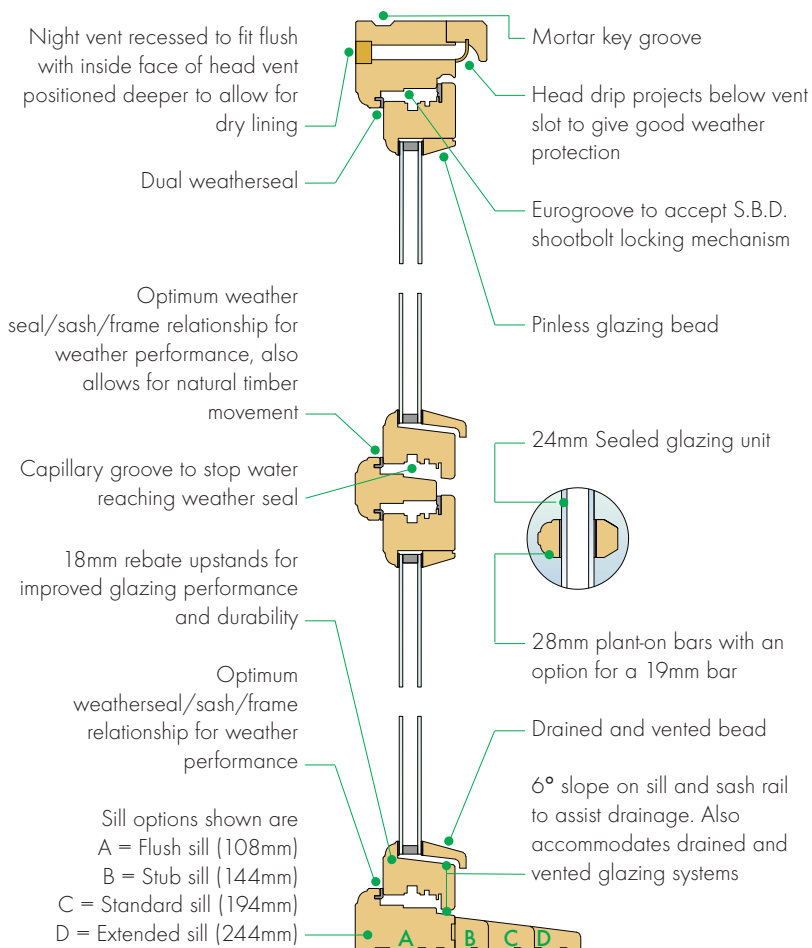 Night vent recessed to fit flush
with inside face of head vent
positioned deeper to allow for
dry lining
Dual weatherseal
Optimum weather
seal/sash/frame relationship for
weather performance, also
allows for natural timber
movement
Capillary groove to stop water
reaching weather seal
18mm rebate upstands for
improved glazing performance
and durability
Optimum
weatherseal/sash/frame
relationship for weather
performance
Sill options shown are
A = Flush sill (108mm)
B = Stub sill (144mm)
C = Standard sill (194mm)
D = Extended sill (244mm)
Mortar key groove
Head drip projects below vent
slot to give good weather
protection
Eurogroove to accept S.B.D.
shootbolt locking mechanism
Pinless glazing bead
24mm Sealed glazing unit
28mm plant-on bars with an
option for a 19mm bar
Drained and vented bead
6° slope on sill and sash rail
to assist drainage. Also
accommodates drained and
vented glazing systems
A B C D